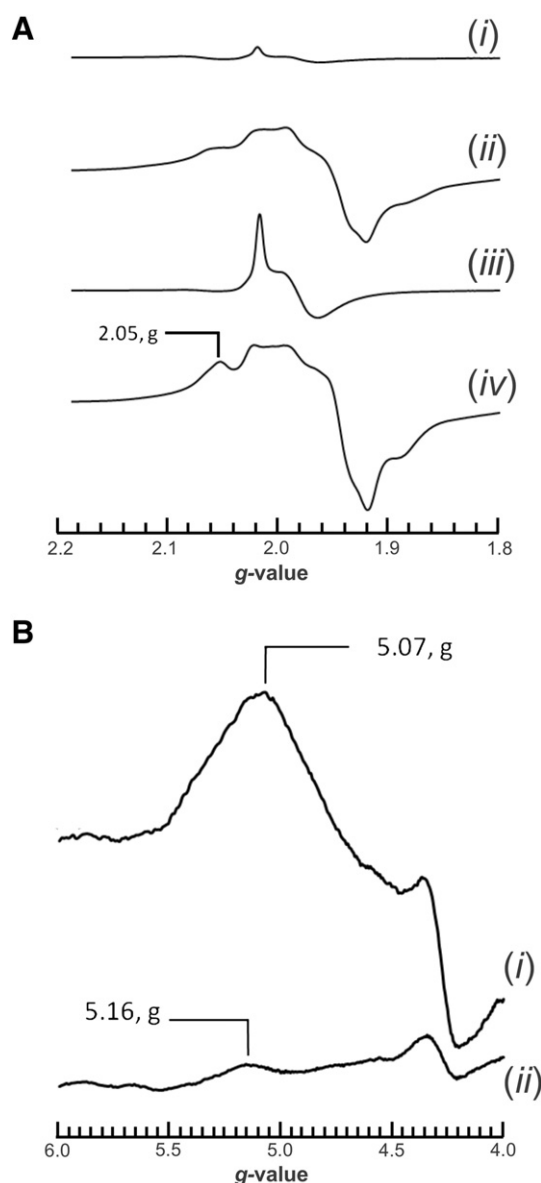 A
(i)
(ii)
(iii)
2.05, g
(iv)
2.2 2.1 2.0 1.9 1.8
g-value
B
5.07, g
(i)
5.16, g
(ii)
6.0 5.5 5.0 4.5 4.0
g-value